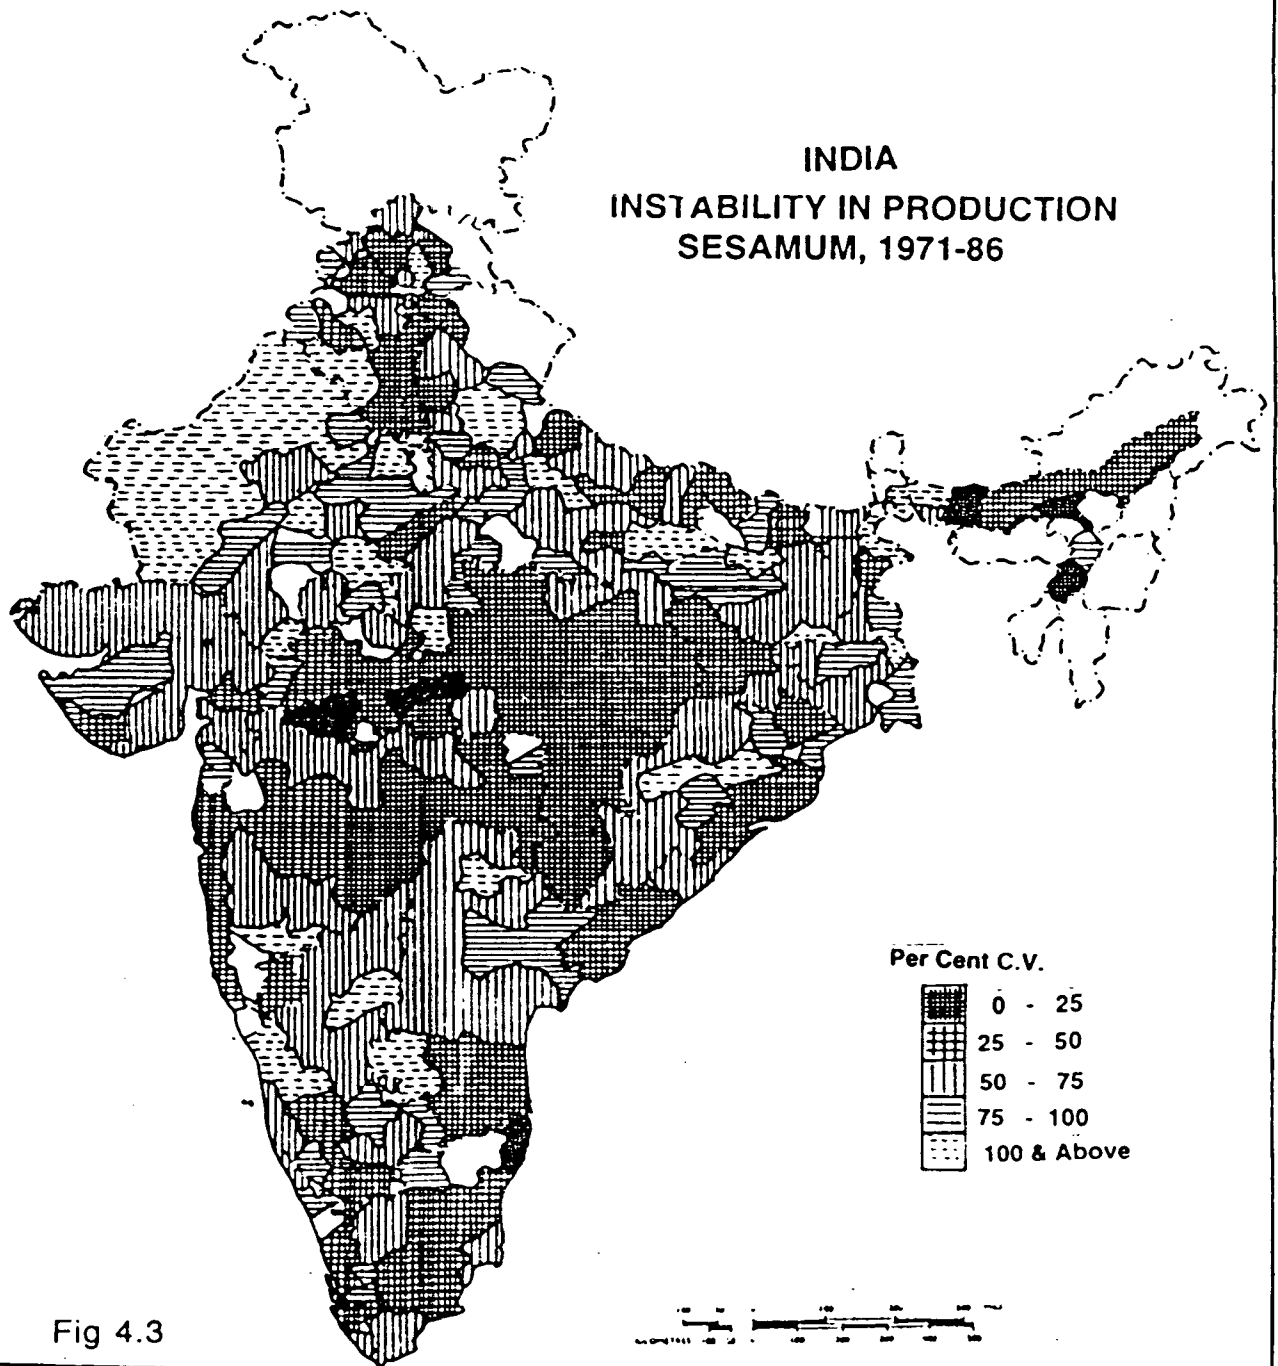 INDIA
INSTABILITY IN PRODUCTION
SESAMUM, 1971-86
Per Cent C.V.
0 - 25
25 - 50
50 - 75
75 - 100
100 & Above
Fig 4.3